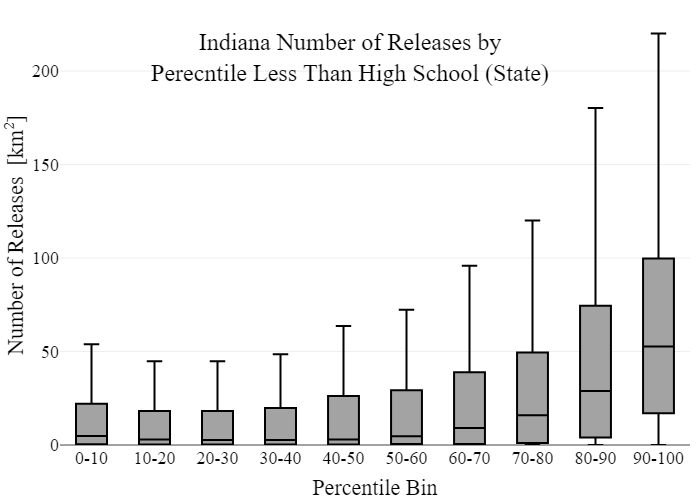 Indiana Number of Releases by
Perecntile Less Than High School (State)
Number of Releases [km²]
200
150
100
50
0
0-10 10-20 20-30 30-40 40-50 50-60 60-70 70-80 80-90 90-100
Percentile Bin